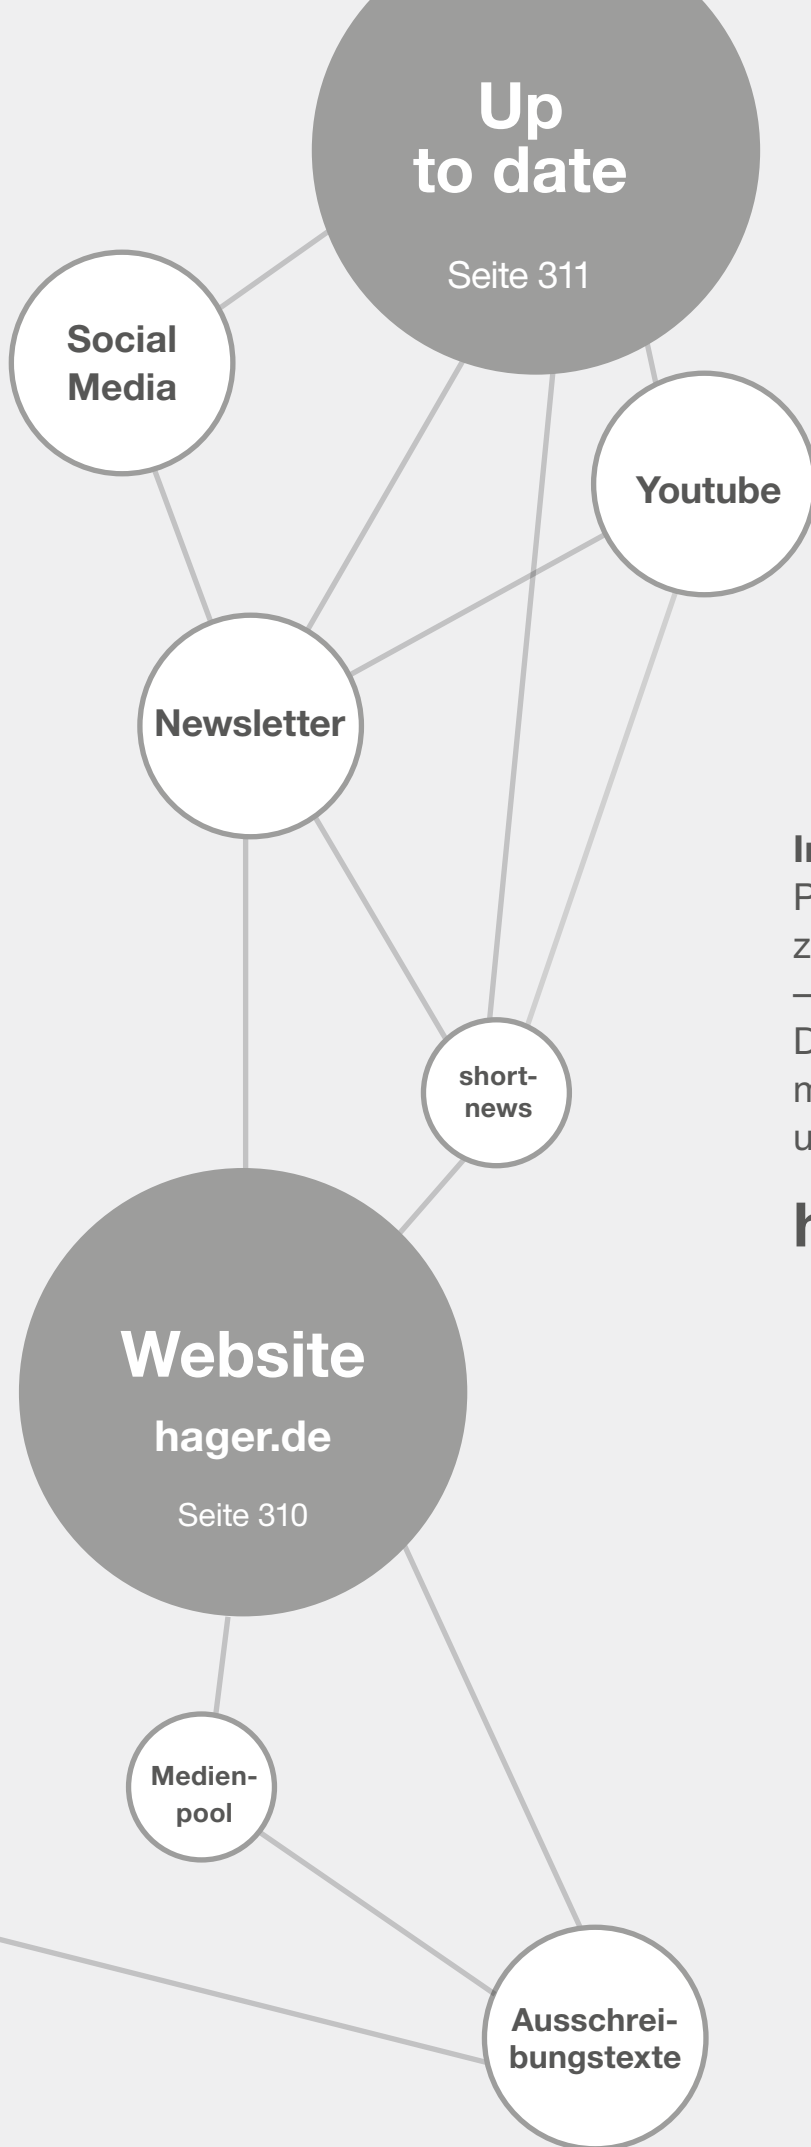 Up
to date
Seite 311
Social
Media
Youtube
Newsletter
short-
news
Website
hager.de
Seite 310
Medien-
pool
Ausschrei-
bungstexte